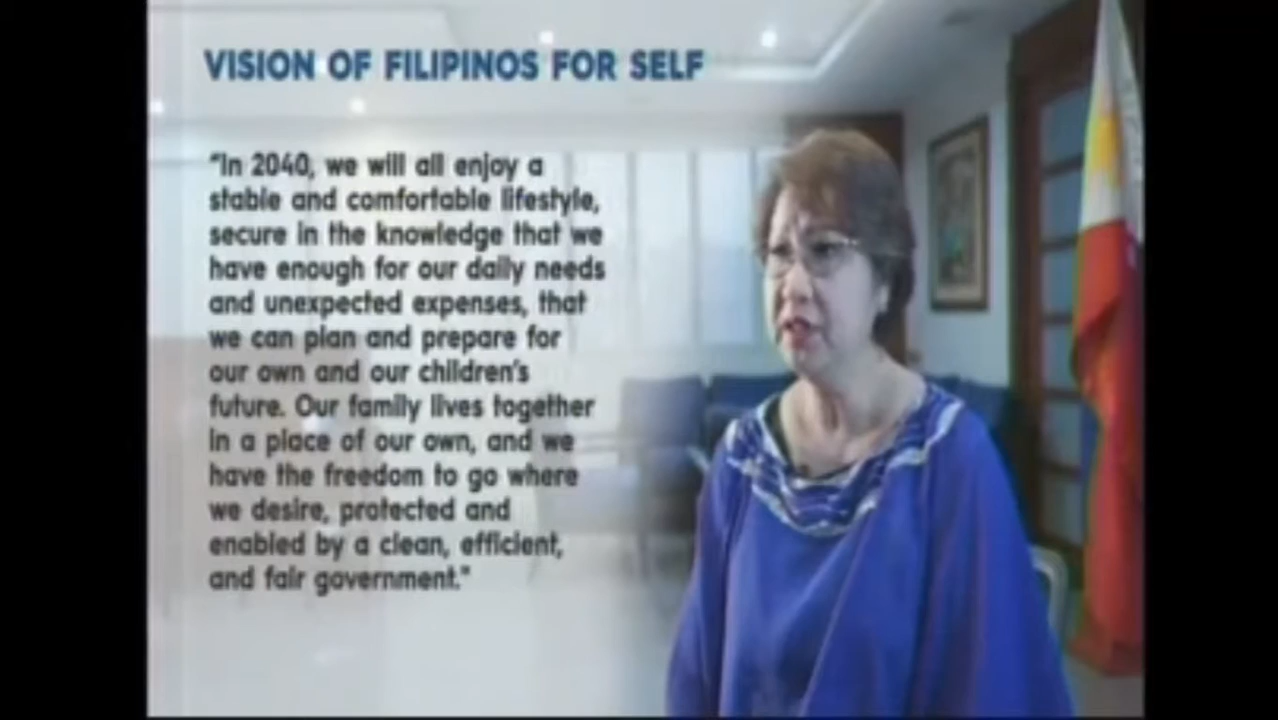 VISION OF FILIPINOS FOR SELF
"In 2040, we will all enjoy a
stable and comfortable lifestyle,
secure in the knowledge that we
have enough for our daily needs
and unexpected expenses, that
we can plan and prepare for
our own and our children's
future. Our family lives together
in a place of our own, and we
have the freedom to go where
we desire, protected and
enabled by a clean, efficient,
and fair government."